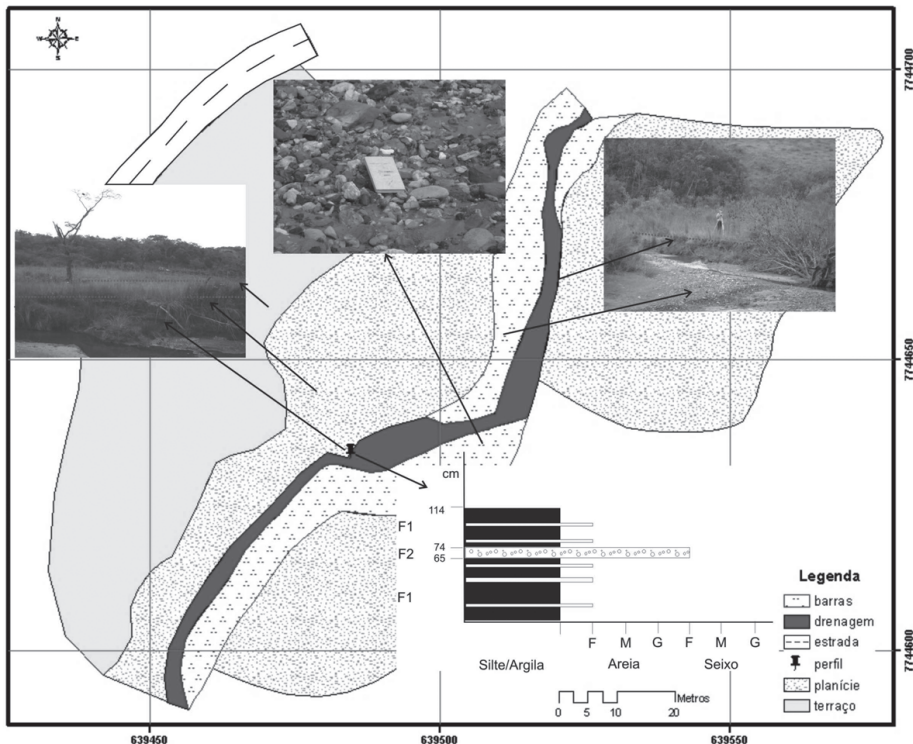 N
W E
S
7744700
7744650
7744600
cm
114
F1
74
F2
65
F1
F M G F M G
Silte/Argila Areia Seixo
Legenda
barras
drenagem
estrada
perfil
planície
terraço
Metros
0 5 10 20
639450 639500 639550